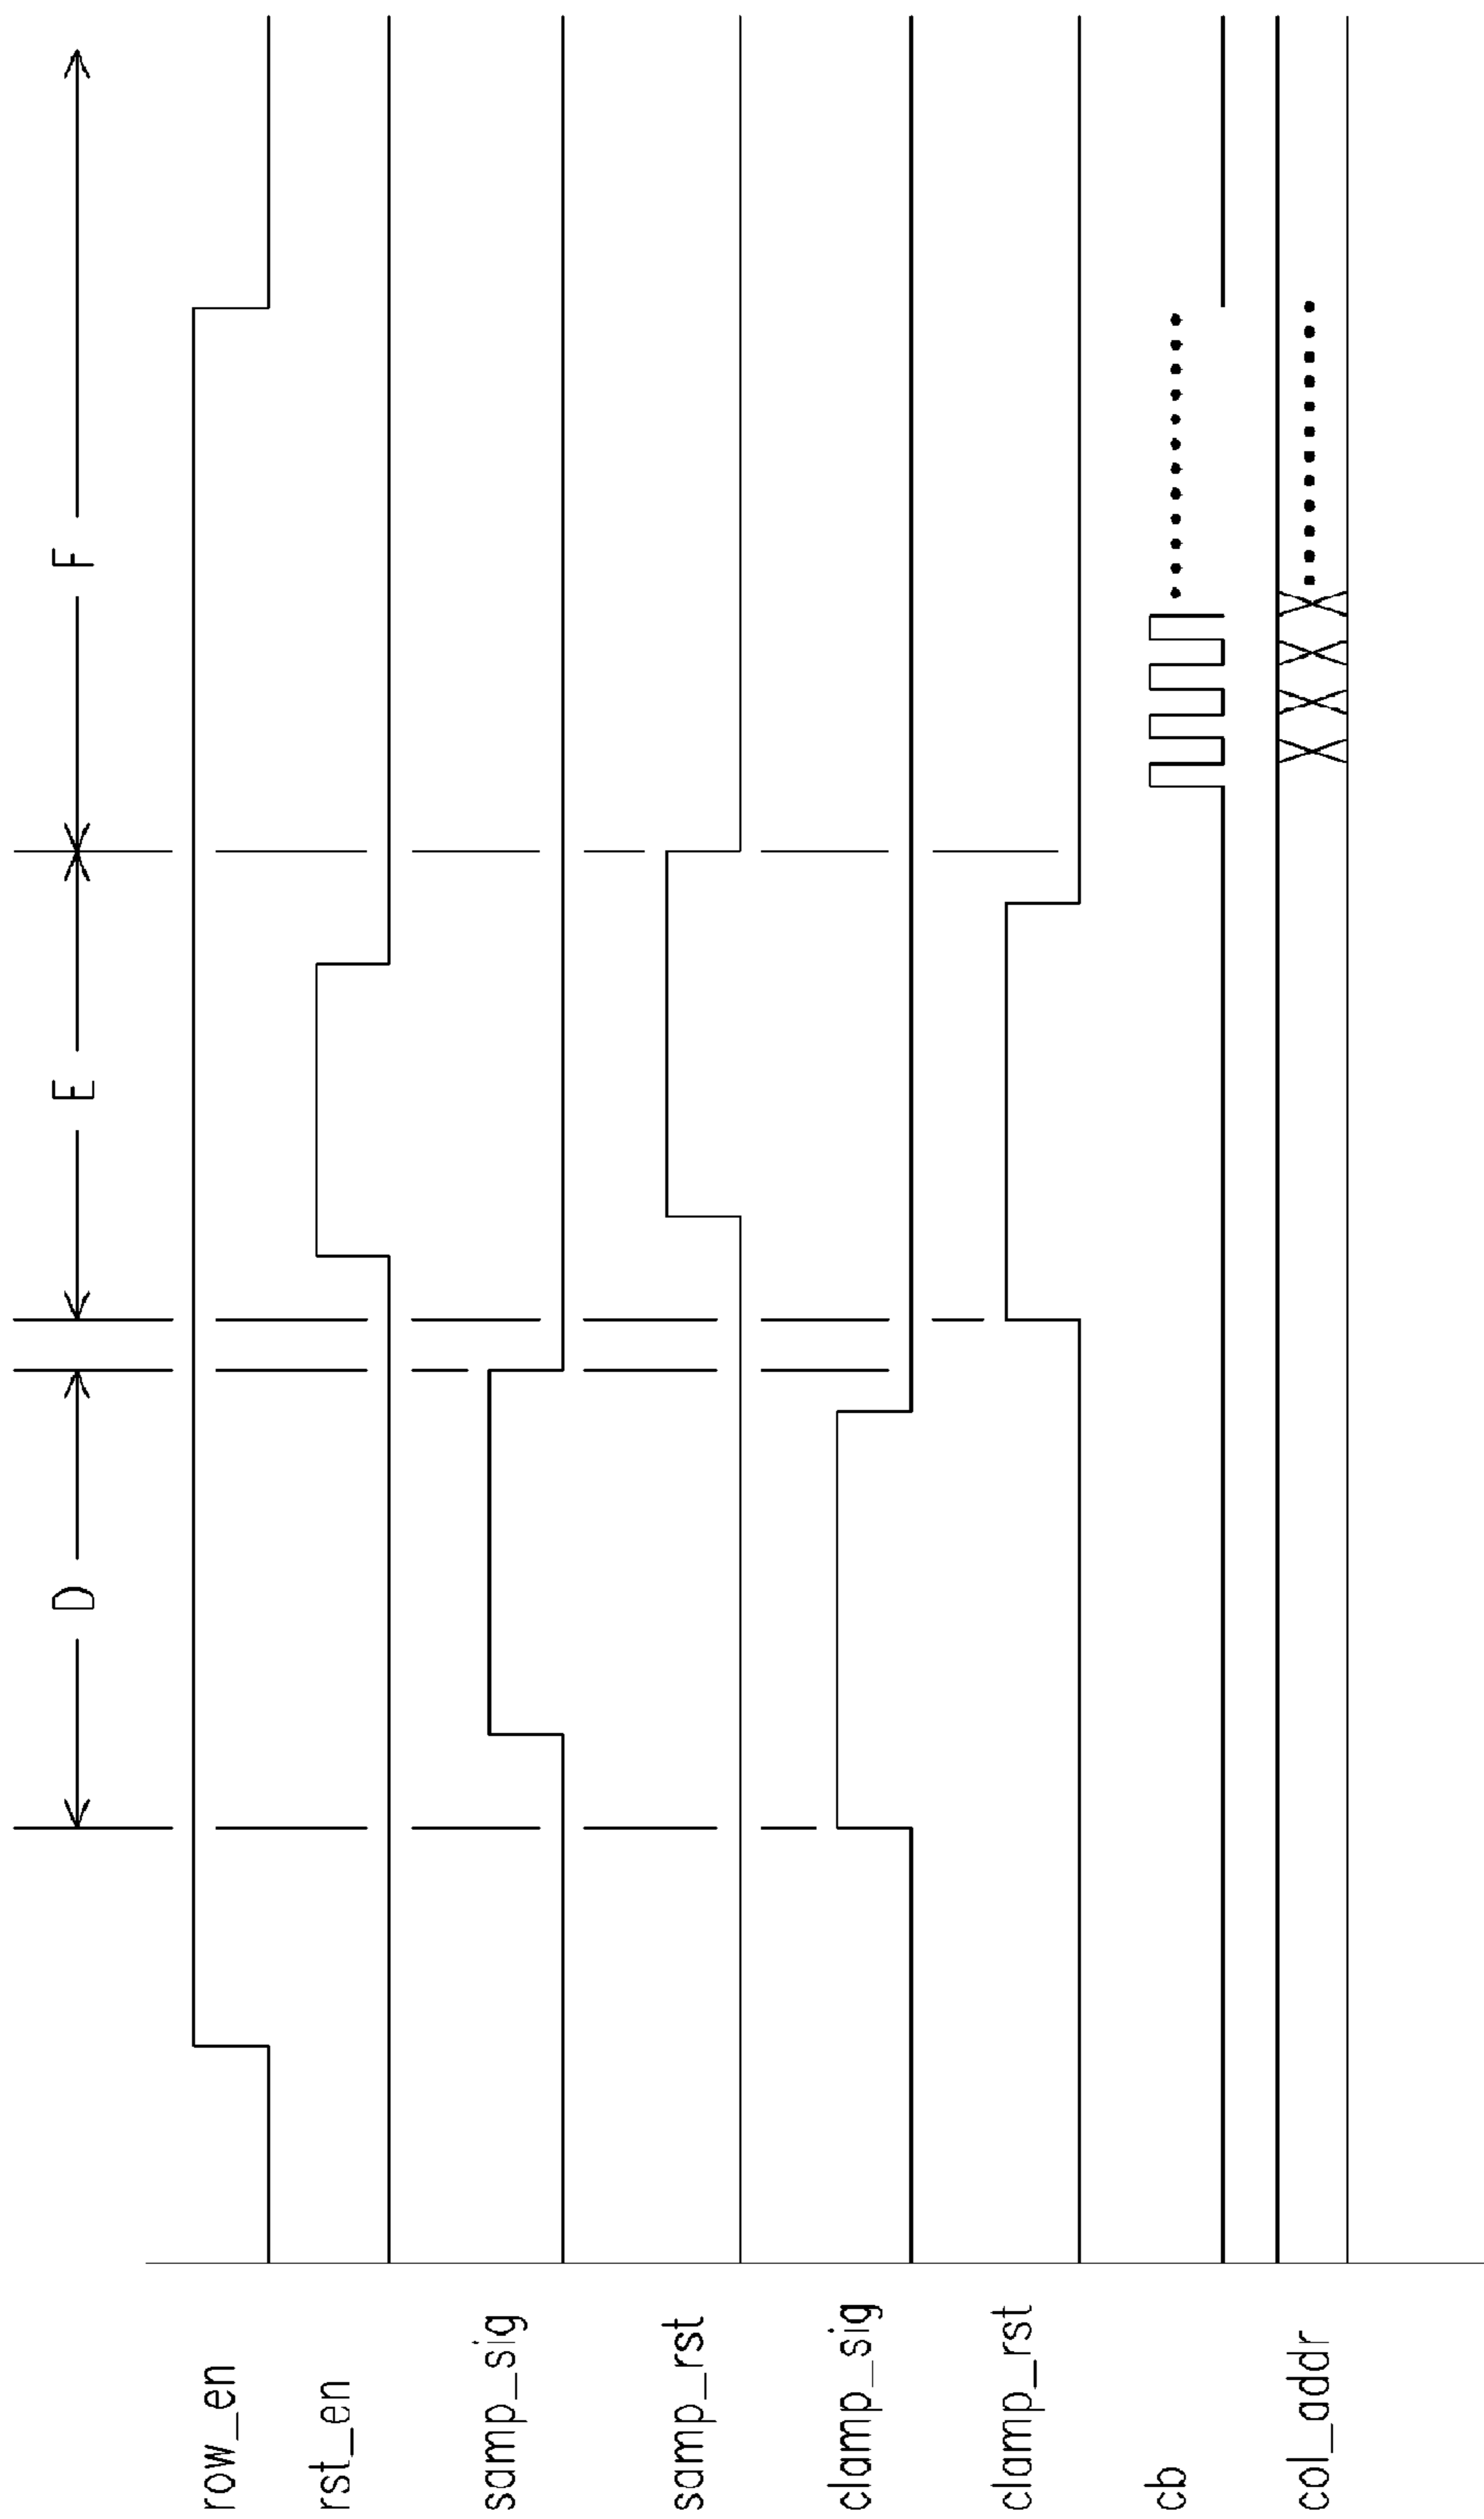 D E F
row_en
rst_en
samp_sig
samp_rst
clamp_sig
clamp_rst
cb
col_addr